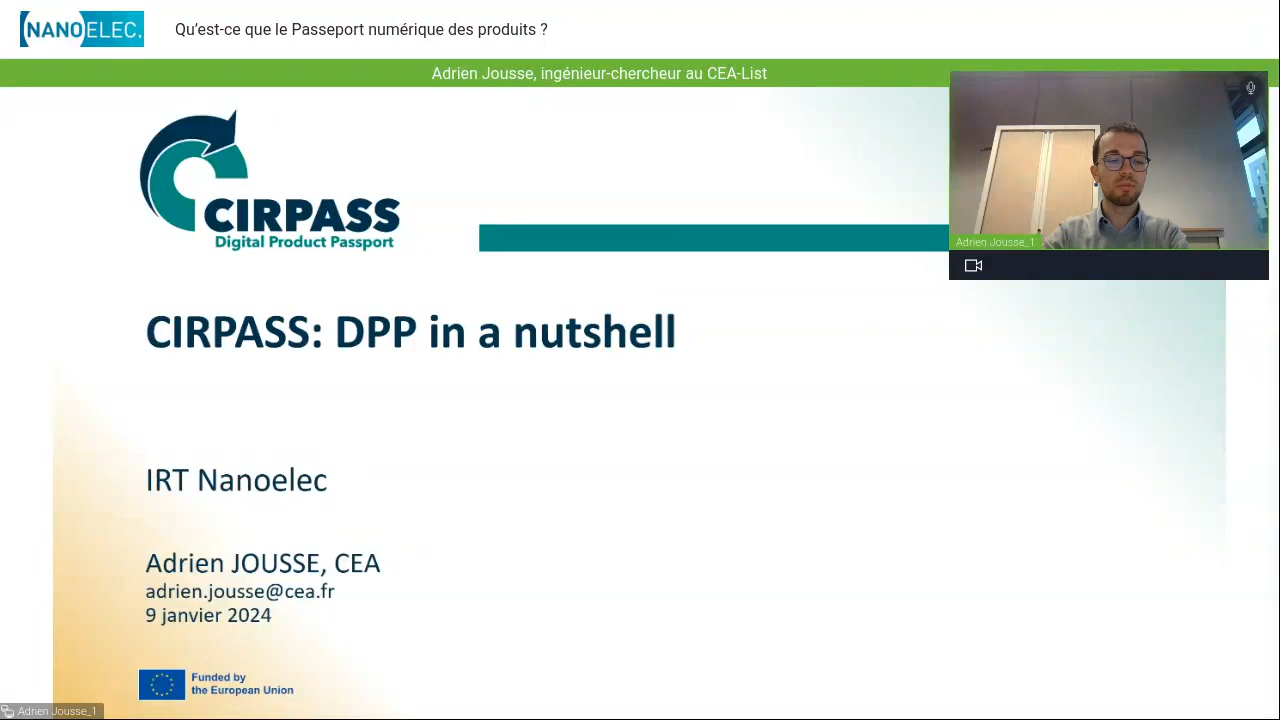 (NANOELEC.
Qu’est-ce que le Passeport numérique des produits ?
Adrien Jousse, ingénieur-chercheur au CEA-List
CIRPASS
Digital Product Passport
Adrien Jousse_1
CIRPASS: DPP in a nutshell
IRT Nanoelec
Adrien JOUSSE, CEA
adrien.jousse@cea.fr
9 janvier 2024
Funded by
the European Union
Adrien Jousse_1